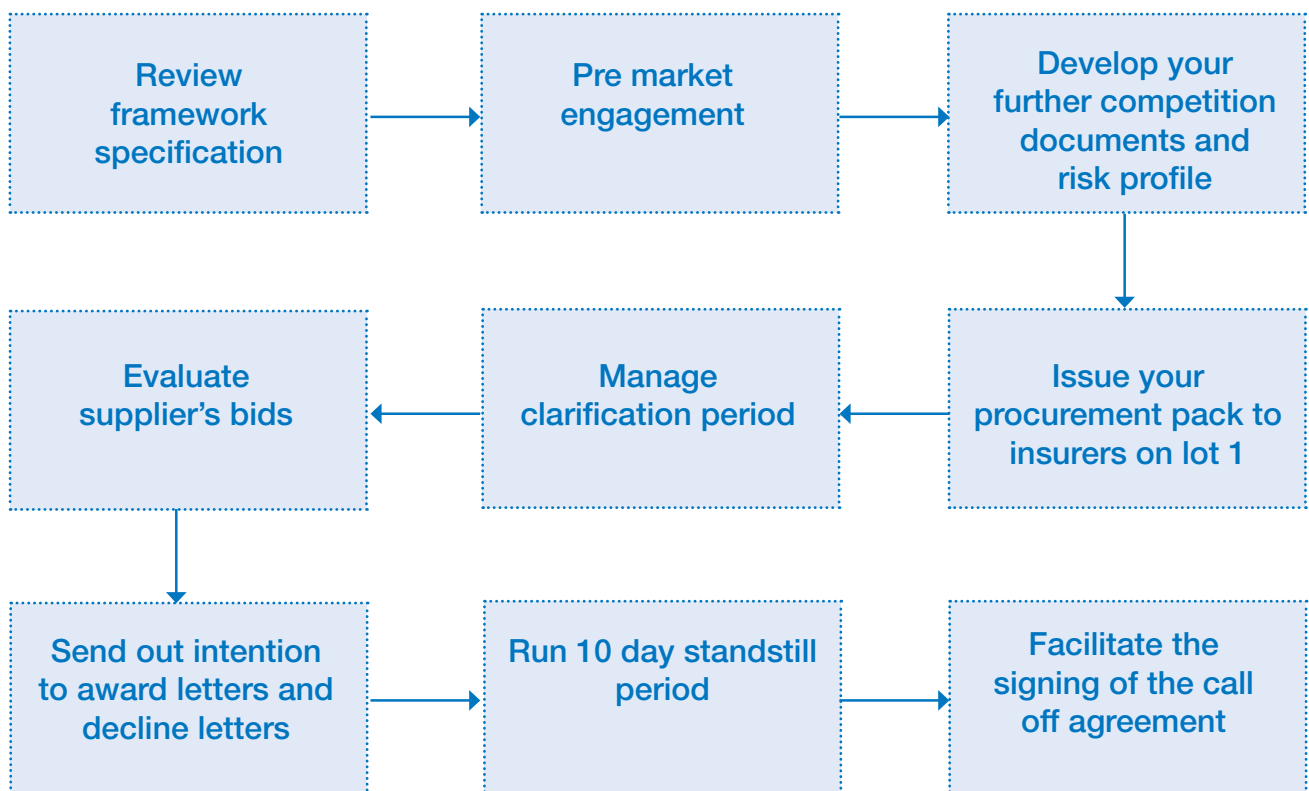 Review
framework
specification
Pre market
engagement
Develop your
further competition
documents and
risk profile
Issue your
procurement pack to
insurers on lot 1
Manage
clarification period
Evaluate
supplier’s bids
Send out intention
to award letters and
decline letters
Run 10 day standstill
period
Facilitate the
signing of the call
off agreement